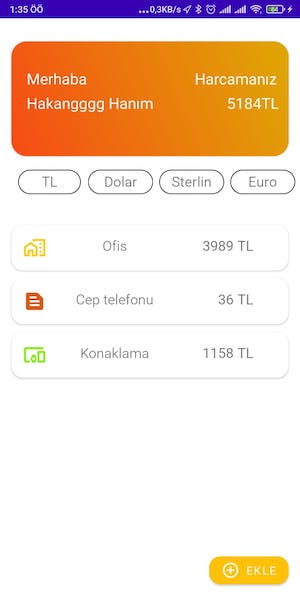 1:35 ÖÖ ...0,3KB/s 64
Merhaba Harcamanız
Hakangggg Hanım 5184TL
TL Dolar Sterlin Euro
Ofis 3989 TL
Cep telefonu 36 TL
Konaklama 1158 TL
EKLE